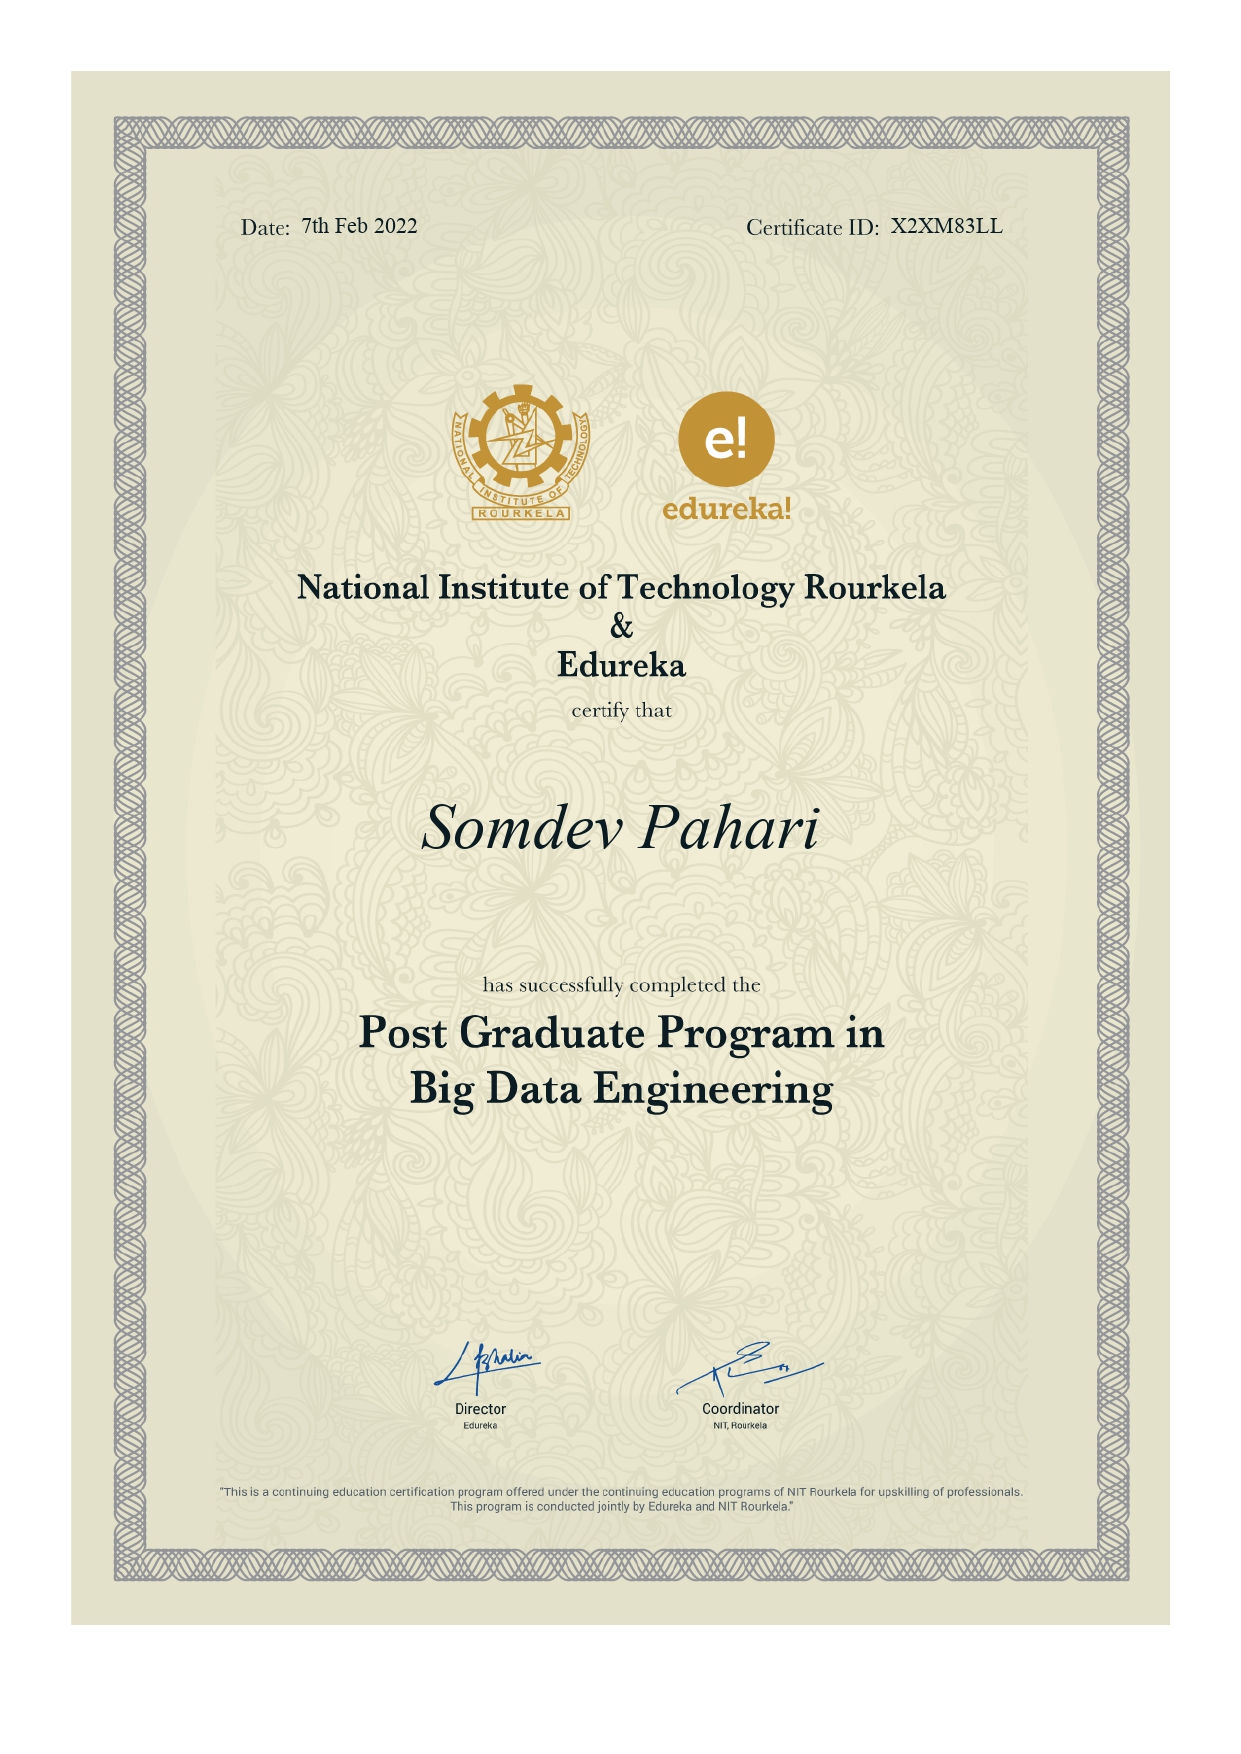 Date: 7th Feb 2022
Certificate ID: X2XM83LL
NATIONAL INSTITUTE OF TECHNOLOGY
ROURKELA
e!
edureka!
National Institute of Technology Rourkela
&
Edureka
certify that
Somdev Pahari
has successfully completed the
Post Graduate Program in
Big Data Engineering
Director
Edureka
Coordinator
NIT, Rourkela
"This is a continuing education certification program offered under the continuing education programs of NIT Rourkela for upskilling of professionals.
This program is conducted jointly by Edureka and NIT Rourkela."